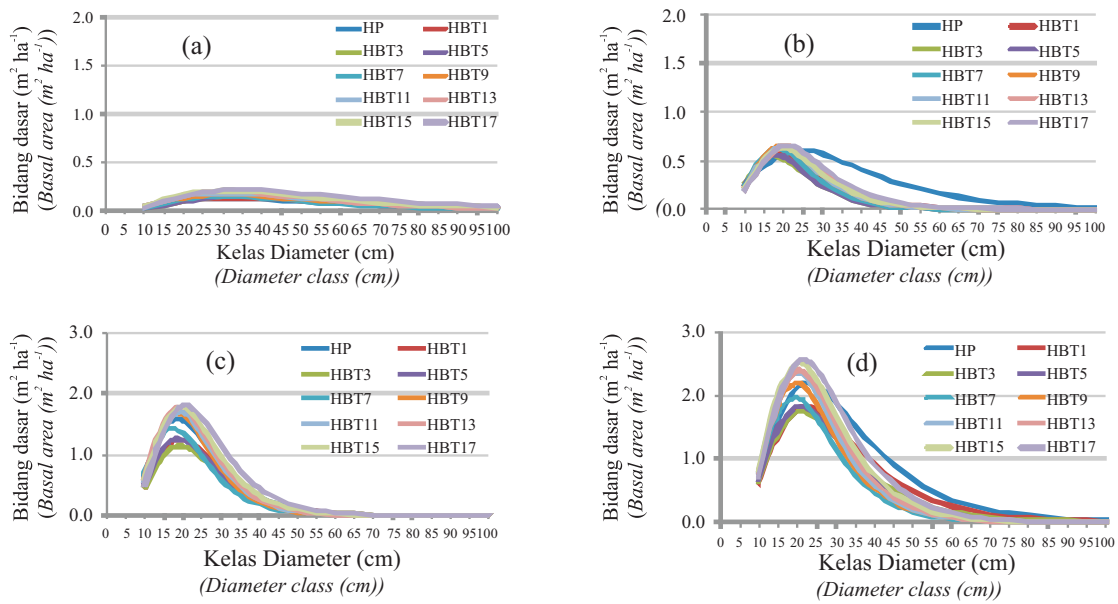 Bidang dasar (m² ha⁻¹)
(Basal area (m² ha⁻¹))
2.0
1.5
1.0
0.5
0.0
(a)
HP HBT1
HBT3 HBT5
HBT7 HBT9
HBT11 HBT13
HBT15 HBT17
0 5 10 15 20 25 30 35 40 45 50 55 60 65 70 75 80 85 90 95 100
Kelas Diameter (cm)
(Diameter class (cm))
Bidang dasar (m² ha⁻¹)
(Basal area (m² ha⁻¹))
2.0
1.5
1.0
0.5
0.0
(b)
HP HBT1
HBT3 HBT5
HBT7 HBT9
HBT11 HBT13
HBT15 HBT17
0 5 10 15 20 25 30 35 40 45 50 55 60 65 70 75 80 85 90 95 100
Kelas Diameter (cm)
(Diameter class (cm))
Bidang dasar (m² ha⁻¹)
(Basal area (m² ha⁻¹))
3.0
2.0
1.0
0.0
(c)
HP HBT1
HBT3 HBT5
HBT7 HBT9
HBT11 HBT13
HBT15 HBT17
0 5 10 15 20 25 30 35 40 45 50 55 60 65 70 75 80 85 90 95 100
Kelas Diameter (cm)
(Diameter class (cm))
Bidang dasar (m² ha⁻¹)
(Basal area (m² ha⁻¹))
3.0
2.0
1.0
0.0
(d)
HP HBT1
HBT3 HBT5
HBT7 HBT9
HBT11 HBT13
HBT15 HBT17
0 5 10 15 20 25 30 35 40 45 50 55 60 65 70 75 80 85 90 95 100
Kelas Diameter (cm)
(Diameter class (cm))